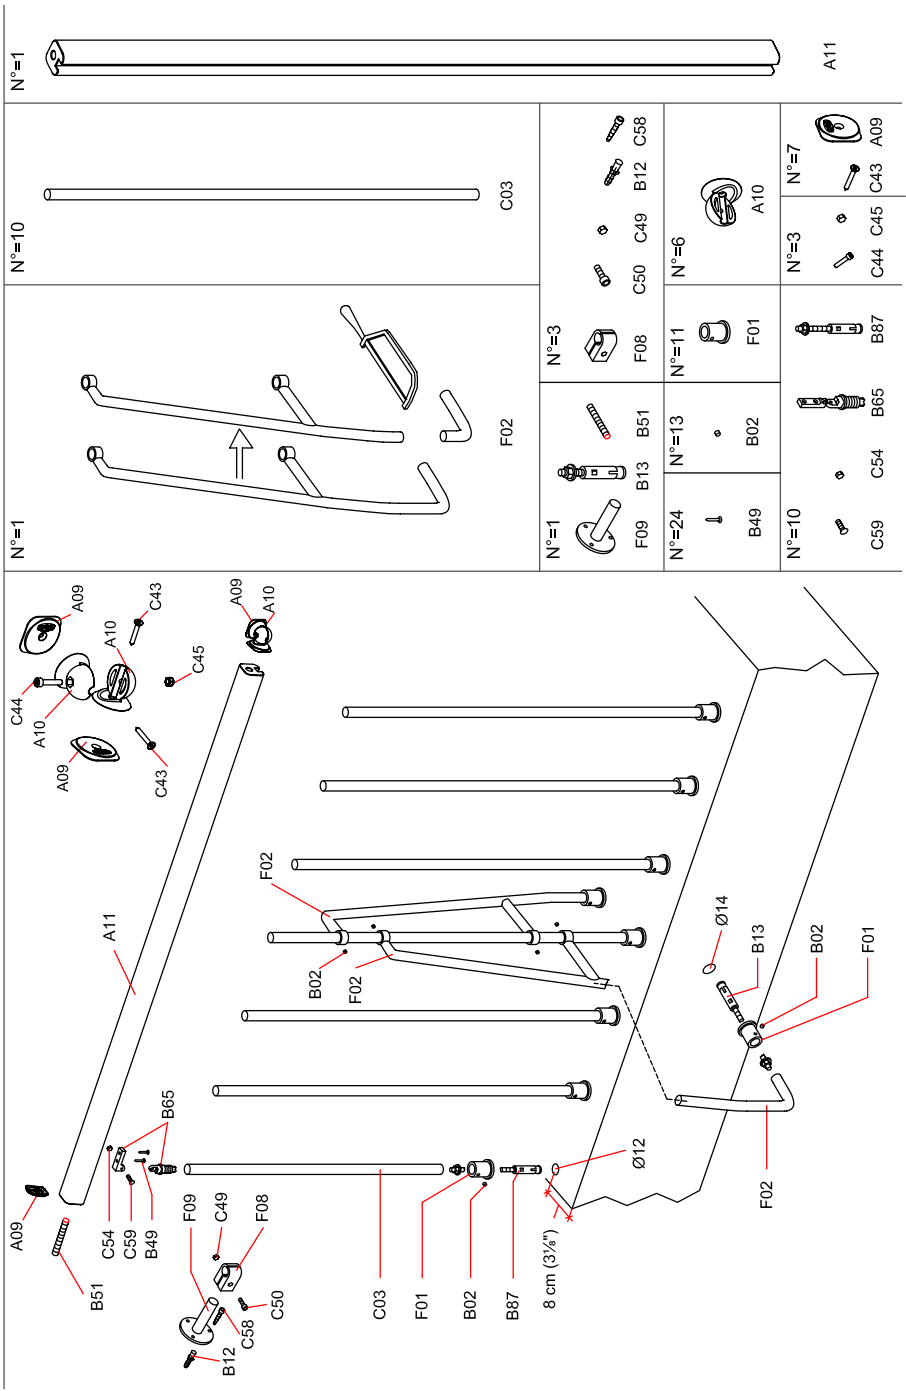 N°=1
A11
N°=10
C03
N°=1
F02
N°=3
F08 C50 C49 B12 C58
N°=1
F09 B13 B51
N°=6
A10
N°=11
F01
N°=13
B02
N°=24
B49
N°=7
C43 A09
N°=3
C44 C45
N°=10
C59 C54 B65 B87
A09
C43
A10
C45
C44
A10
A09
C43
A09
A10
A11
F02
B02
F02
A09
B51
C54
C59
B49
B65
F09
C49
F08
C50
C58
B12
C03
F01
B02
B87
8 cm (3⅛")
Ø12
Ø14
B13
B02
F01
F02